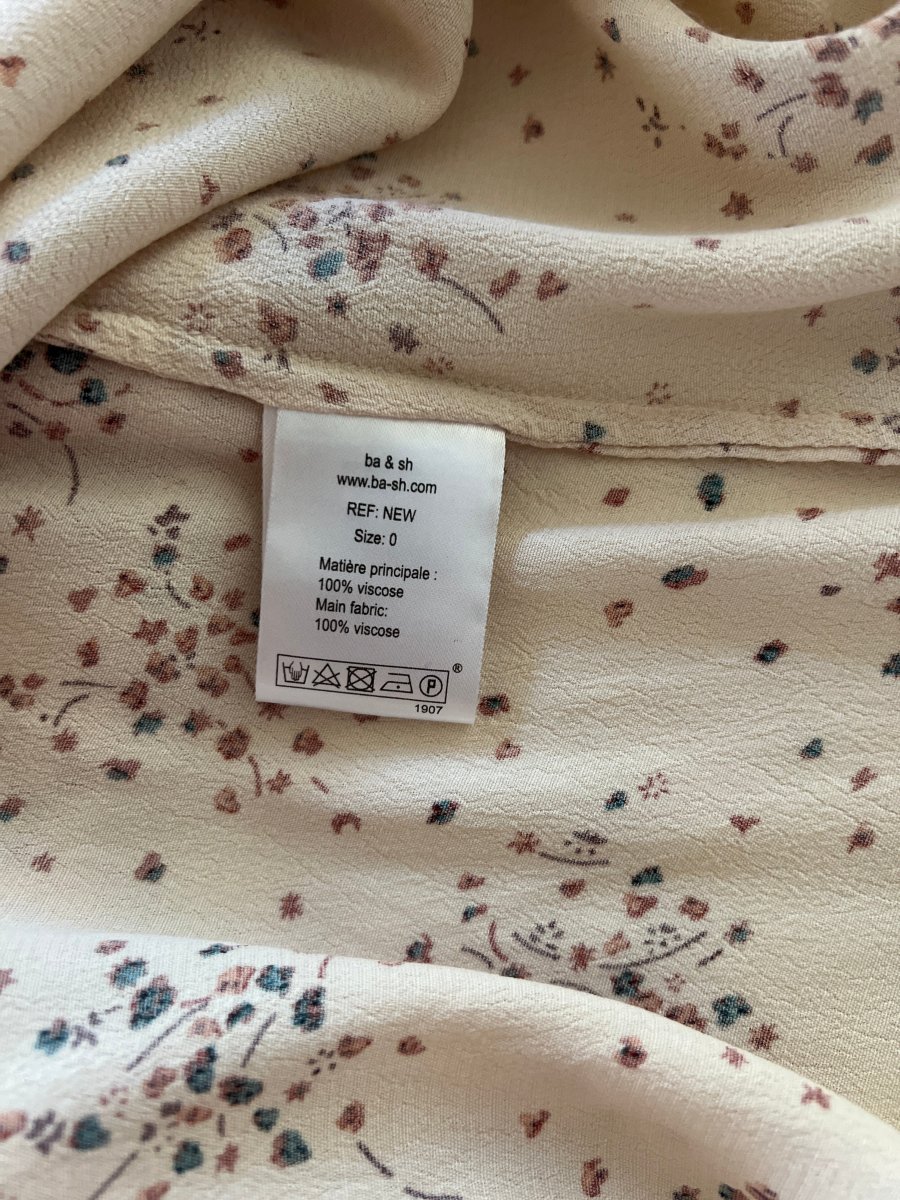 ba & sh
www.ba-sh.com
REF: NEW
Size: 0
Matière principale :
100% viscose
Main fabric:
100% viscose
P ®
1907